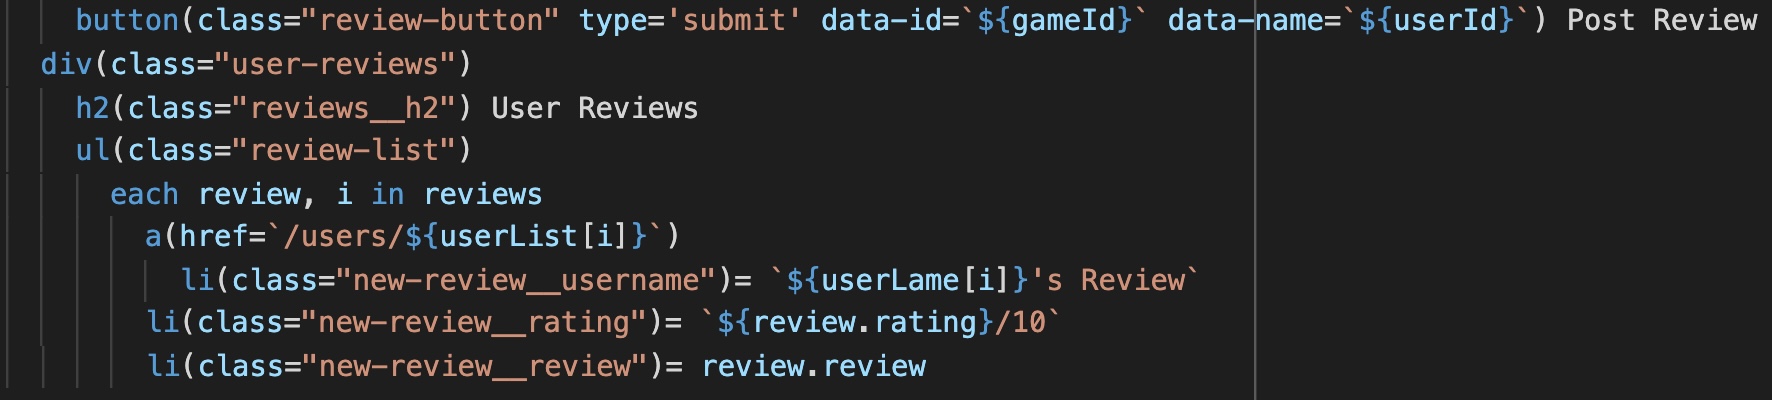 button(class="review-button" type='submit' data-id=`${gameId}` data-name=`${userId}`) Post Review
div(class="user-reviews")
h2(class="reviews__h2") User Reviews
ul(class="review-list")
each review, i in reviews
a(href=`/users/${userList[i]}`)
li(class="new-review__username")= `${userLame[i]}'s Review`
li(class="new-review__rating")= `${review.rating}/10`
li(class="new-review__review")= review.review